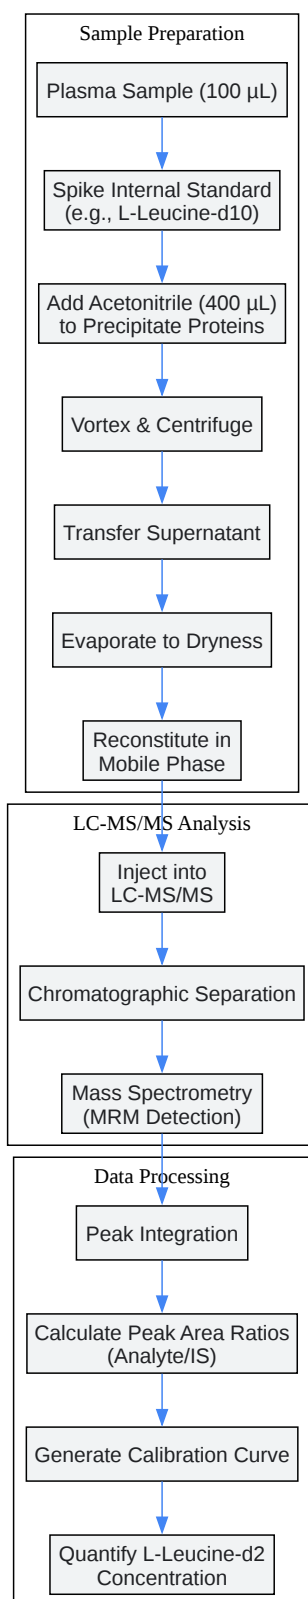 Sample Preparation
Plasma Sample (100 µL)
Spike Internal Standard
(e.g., L-Leucine-d10)
Add Acetonitrile (400 µL)
to Precipitate Proteins
Vortex & Centrifuge
Transfer Supernatant
Evaporate to Dryness
Reconstitute in
Mobile Phase
LC-MS/MS Analysis
Inject into
LC-MS/MS
Chromatographic Separation
Mass Spectrometry
(MRM Detection)
Data Processing
Peak Integration
Calculate Peak Area Ratios
(Analyte/IS)
Generate Calibration Curve
Quantify L-Leucine-d2
Concentration